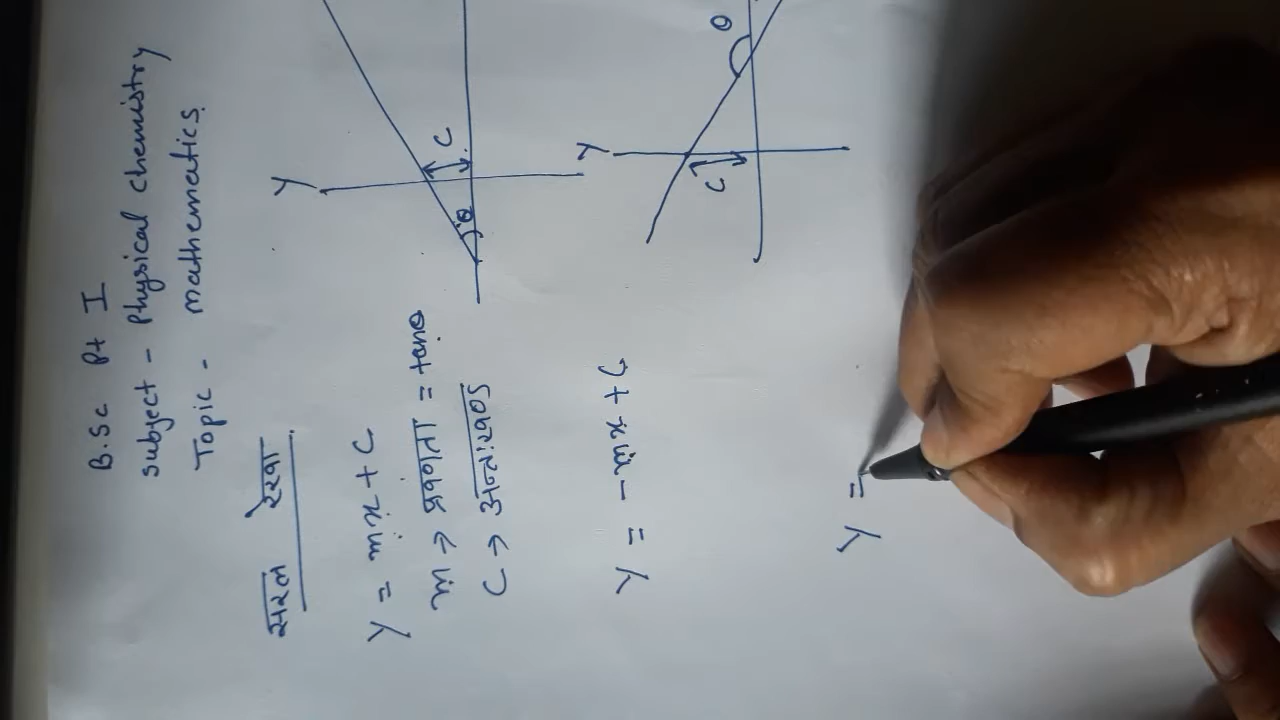 B.Sc Pt I
Subject - Physical chemistry
Topic - mathematics.
सरल रेखा
Y = mx + C
m → प्रवणता = tanθ
C → अन्तःखण्ड
Y
C
θ
Y = - mx + C
Y
C
θ
Y =